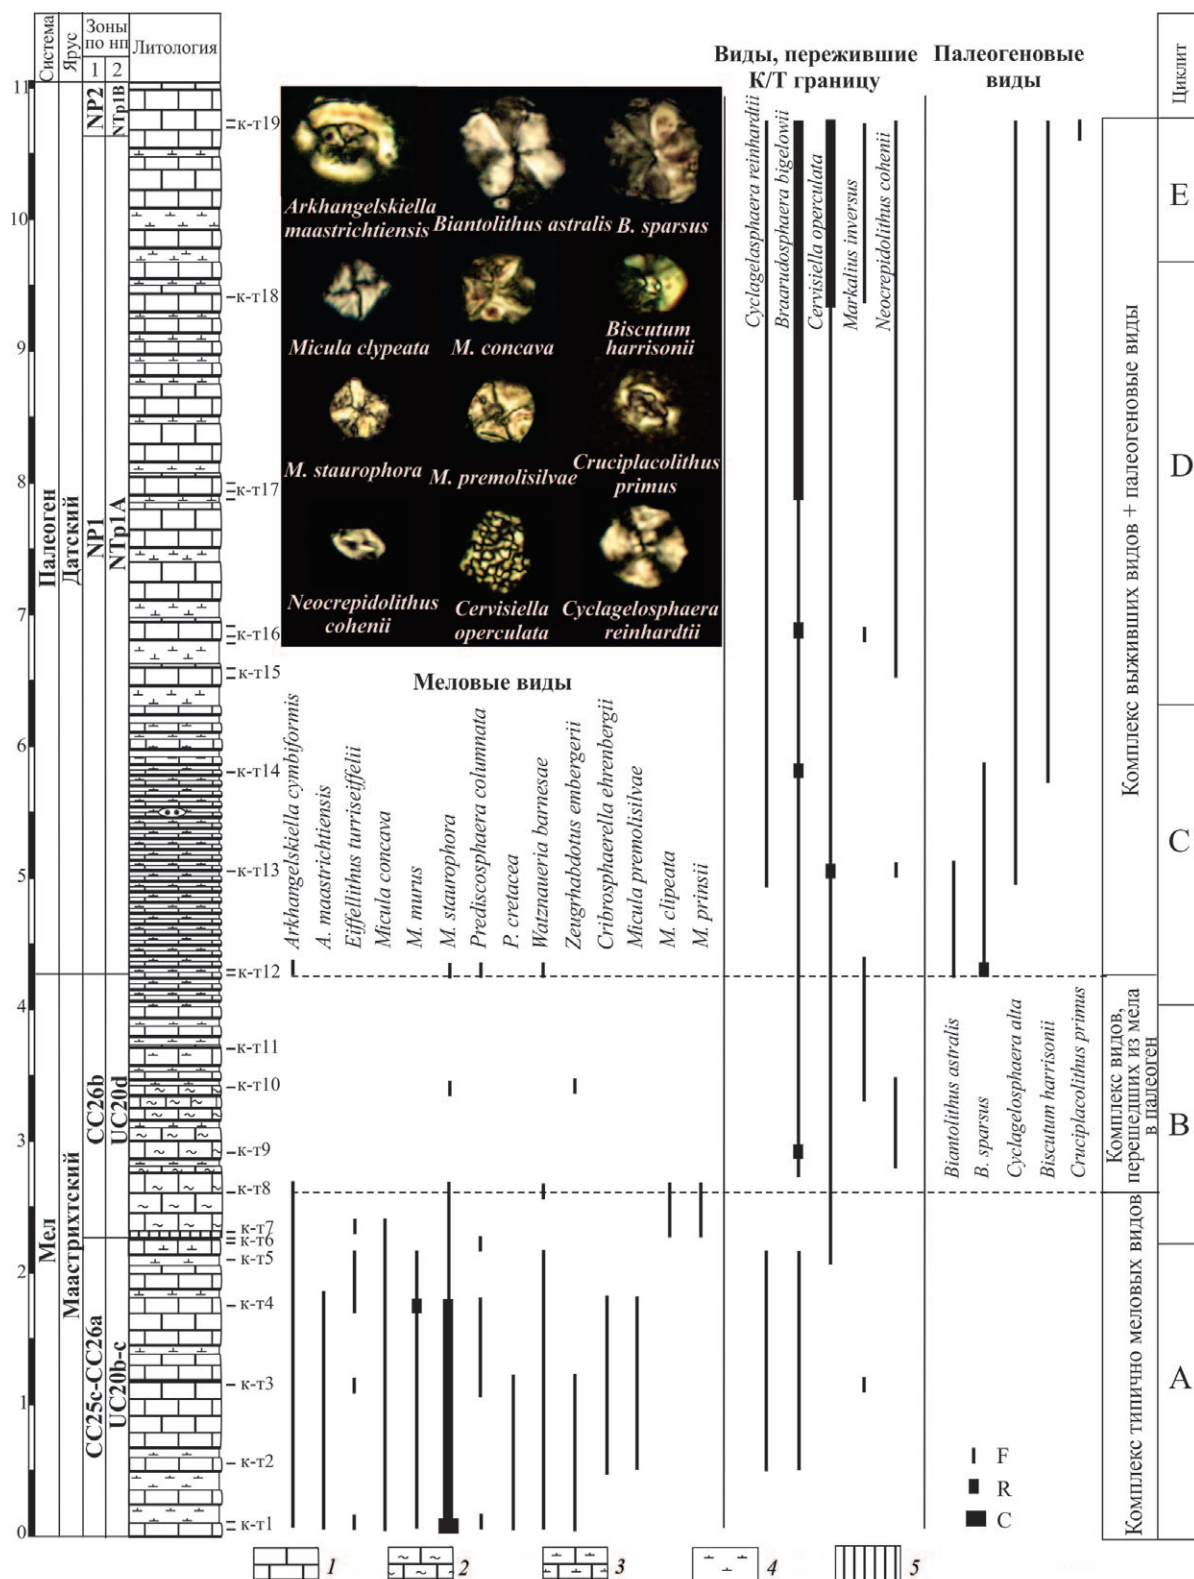 Система
Ярус
Зоны
по нп
1
2
Литология
Виды, пережившие
К/Т границу
Палеогеновые
виды
Циклит
11
10
9
8
7
6
5
4
3
2
1
0
Палеоген
Мел
Датский
Маастрихтский
NP2
NTp1B
NP1
NTp1A
CC26b
UC20d
CC25c-CC26a
UC20b-c
к-т19
к-т18
к-т17
к-т16
к-т15
к-т14
к-т13
к-т12
к-т11
к-т10
к-т9
к-т8
к-т7
к-т6
к-т5
к-т4
к-т3
к-т2
к-т1
Arkhangelskiella
maastrichtiensis
Biantolithus astralis
B. sparsus
Micula clypeata
M. concava
Biscutum
harrisonii
M. staurophora
M. premolisilvae
Cruciplacolithus
primus
Neocrepidolithus
cohenii
Cervisiella
operculata
Cyclagelosphaera
reinhardtii
Меловые виды
Arkhangelskiella cymbiformis
A. maastrichtiensis
Eiffellithus turriseiffelii
Micula concava
M. murus
M. staurophora
Prediscosphaera columnata
P. cretacea
Watznaueria barnesae
Zeugrhabdotus embergerii
Cribrosphaerella ehrenbergii
Micula premolisilvae
M. clipeata
M. prinsii
Cyclagelasphaera reinhardtii
Braarudosphaera bigelowii
Cervisiella operculata
Markalius inversus
Neocrepidolithus cohenii
Biantolithus astralis
B. sparsus
Cyclagelosphaera alta
Biscutum harrisonii
Cruciplacolithus primus
Комплекс выживших видов + палеогеновые виды
Комплекс видов,
перешедших из мела
в палеоген
Комплекс типично меловых видов
E
D
C
B
A
F
R
C
1
2
3
4
5